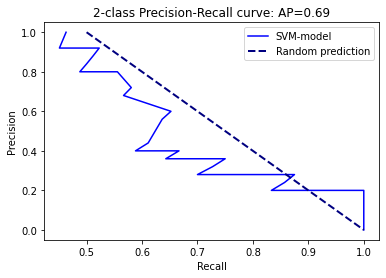 2-class Precision-Recall curve: AP=0.69
SVM-model
Random prediction
Precision
1.0
0.8
0.6
0.4
0.2
0.0
0.5 0.6 0.7 0.8 0.9 1.0
Recall